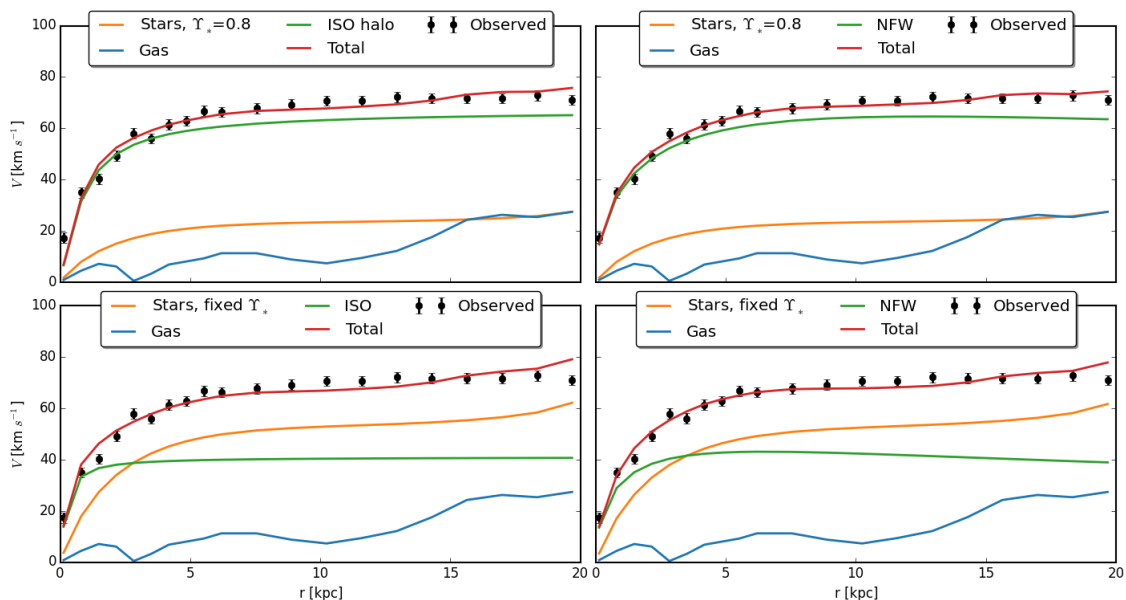 Stars, ϒ*=0.8 ISO halo Observed
Gas Total
Stars, ϒ*=0.8 NFW Observed
Gas Total
100
80
60
40
20
0
V [km s⁻¹]
Stars, fixed ϒ* ISO Observed
Gas Total
Stars, fixed ϒ* NFW Observed
Gas Total
100
80
60
40
20
0
V [km s⁻¹]
0 5 10 15 20
0 5 10 15 20
r [kpc]
r [kpc]